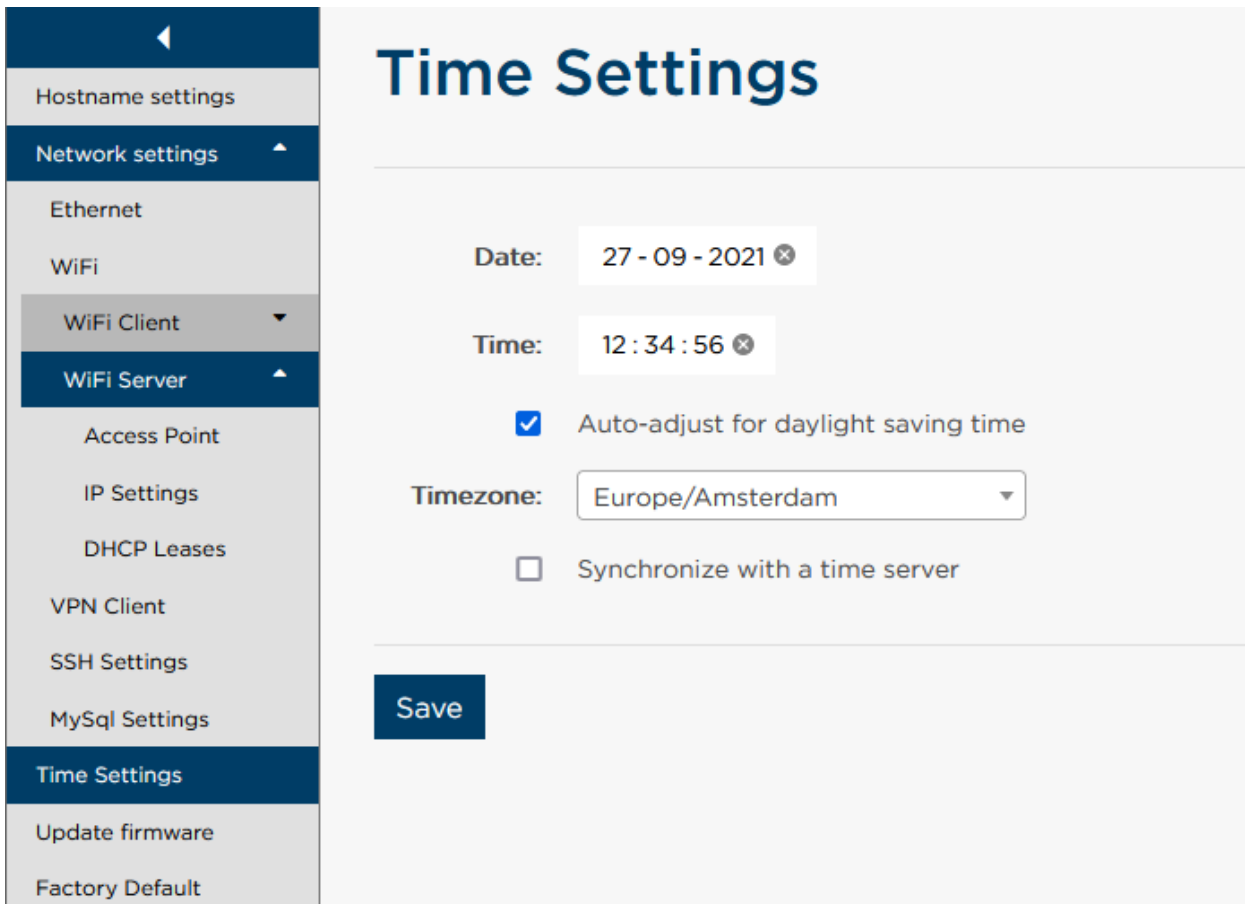 Hostname settings
Network settings
Ethernet
WiFi
WiFi Client
WiFi Server
Access Point
IP Settings
DHCP Leases
VPN Client
SSH Settings
MySql Settings
Time Settings
Update firmware
Factory Default
Time Settings
Date: 27 - 09 - 2021
Time: 12 : 34 : 56
Auto-adjust for daylight saving time
Timezone: Europe/Amsterdam
Synchronize with a time server
Save